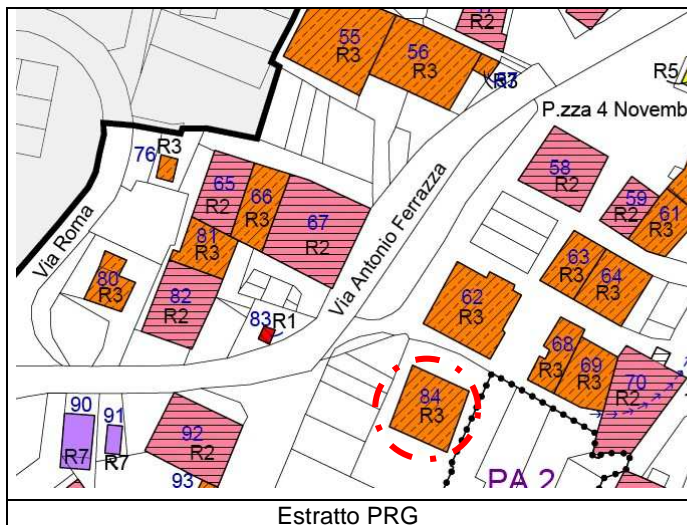 55
R3
56
R3
57
R3
R2
R5
P.zza 4 Novemb
76
R3
65
R2
66
R3
67
R2
58
R2
59
R2
61
R3
Via Roma
Via Antonio Ferrazza
81
R3
63
R3
64
R3
80
R3
82
R2
62
R3
83
R1
68
R3
69
R3
70
R2
84
R3
90
R7
91
R7
92
R2
93
PA 2
Estratto PRG